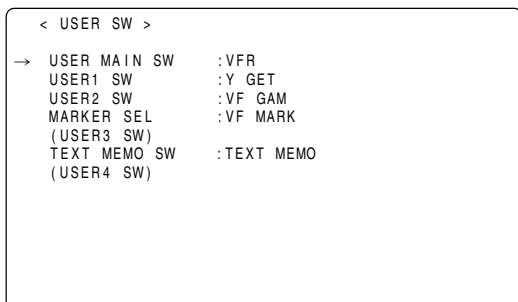 < USER SW >
→ USER MAIN SW :VFR
USER1 SW :Y GET
USER2 SW :VF GAM
MARKER SEL :VF MARK
(USER3 SW)
TEXT MEMO SW :TEXT MEMO
(USER4 SW)